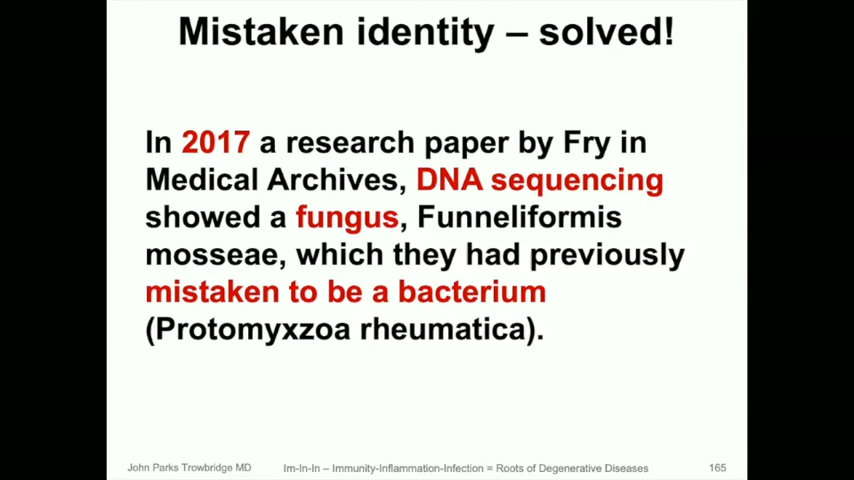 Mistaken identity – solved!
In 2017 a research paper by Fry in
Medical Archives, DNA sequencing
showed a fungus, Funneliformis
mosseae, which they had previously
mistaken to be a bacterium
(Protomyxzoa rheumatica).
John Parks Trowbridge MD Im-In-In – Immunity-Inflammation-Infection = Roots of Degenerative Diseases 165